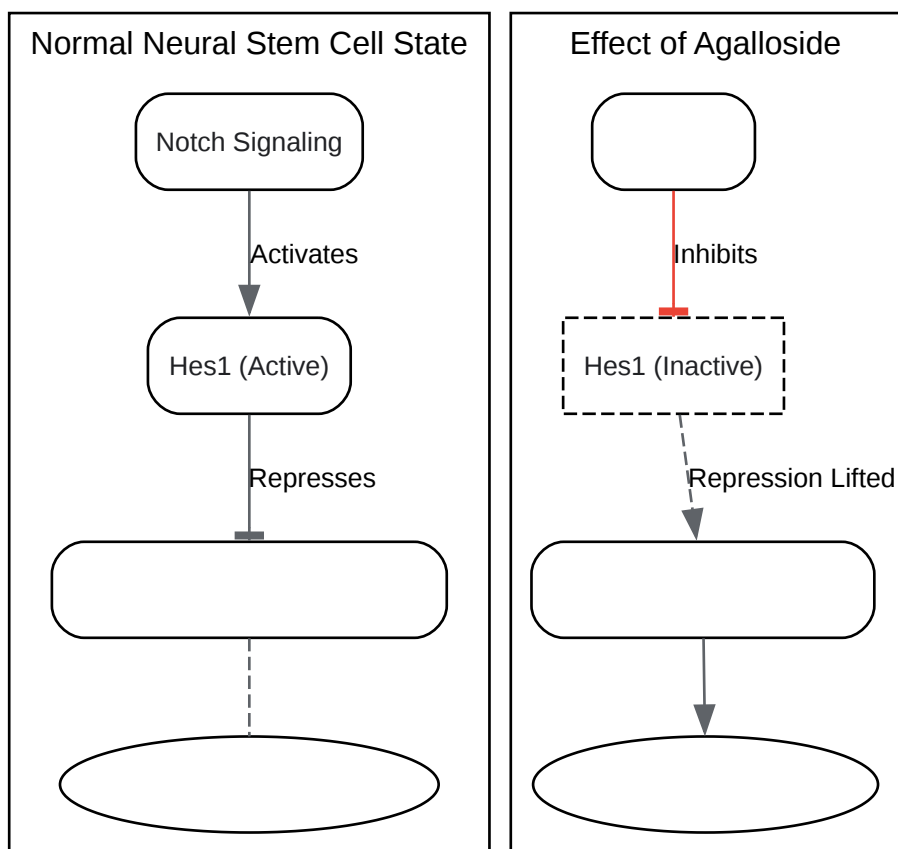 Normal Neural Stem Cell State
Notch Signaling
Activates
Hes1 (Active)
Represses
Effect of Agalloside
Inhibits
Hes1 (Inactive)
Repression Lifted